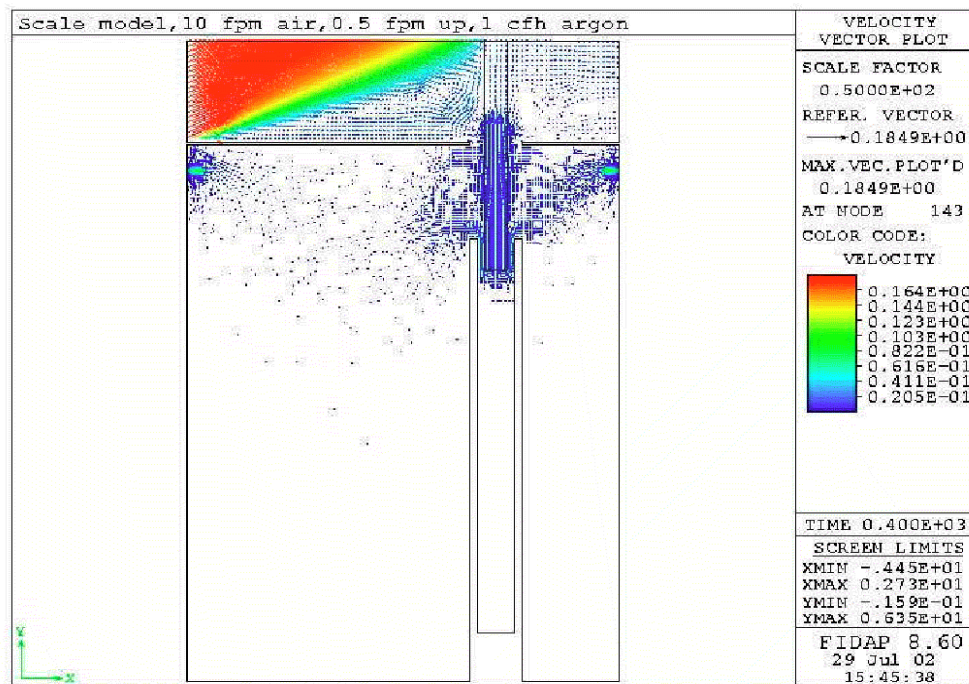 Scale model,10 fpm air,0.5 fpm up,1 cfh argon
VELOCITY
VECTOR PLOT
SCALE FACTOR
0.5000E+02
REFER. VECTOR
0.1849E+00
MAX.VEC.PLOT'D
0.1849E+00
AT NODE 143
COLOR CODE:
VELOCITY
0.164E+00
0.144E+00
0.123E+00
0.103E+00
0.822E-01
0.616E-01
0.411E-01
0.205E-01
TIME 0.400E+03
SCREEN LIMITS
XMIN -.445E+01
XMAX 0.273E+01
YMIN -.159E-01
YMAX 0.635E+01
FIDAP 8.60
29 Jul 02
15:45:38
Y
X